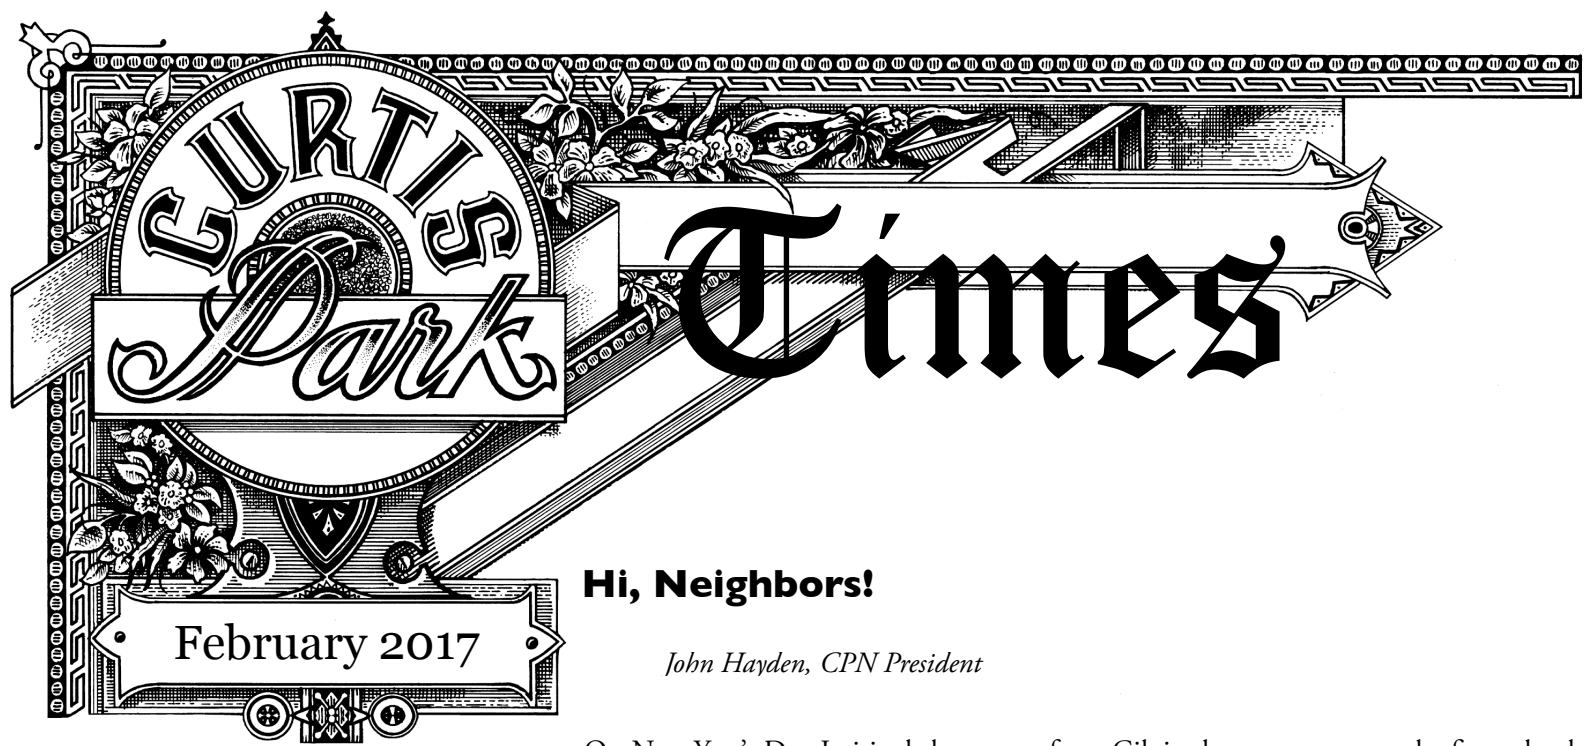 CURTIS
Park
Times
February 2017
Hi, Neighbors!
John Hayden, CPN President